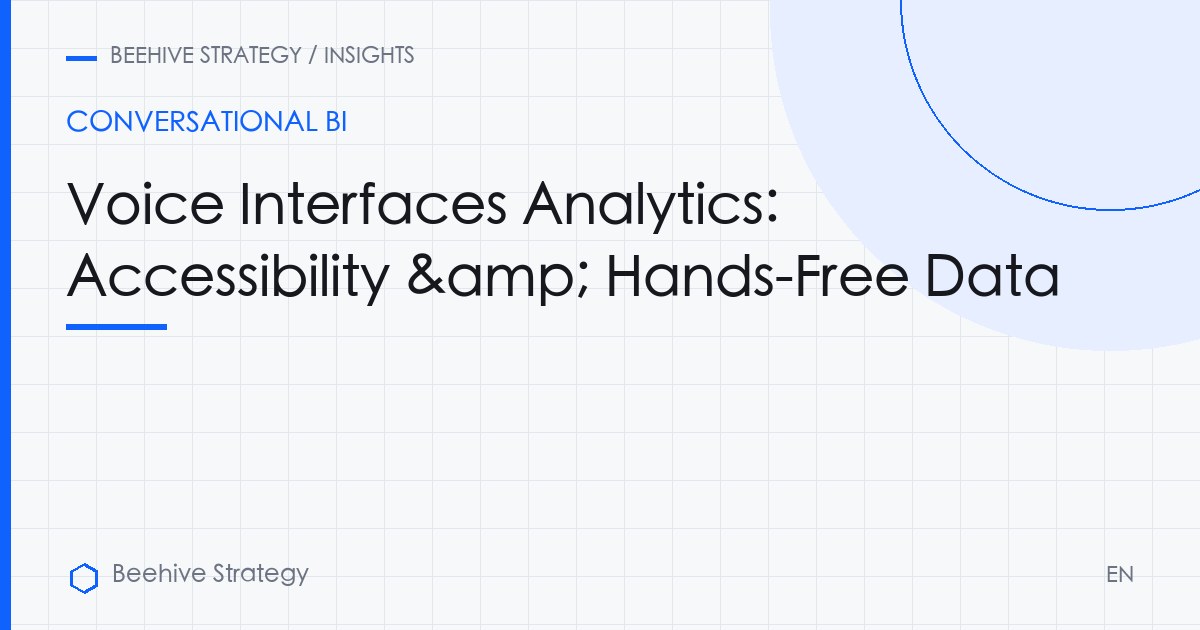 BEEHIVE STRATEGY / INSIGHTS
CONVERSATIONAL BI
Voice Interfaces Analytics:
Accessibility &amp; Hands-Free Data
Beehive Strategy
EN